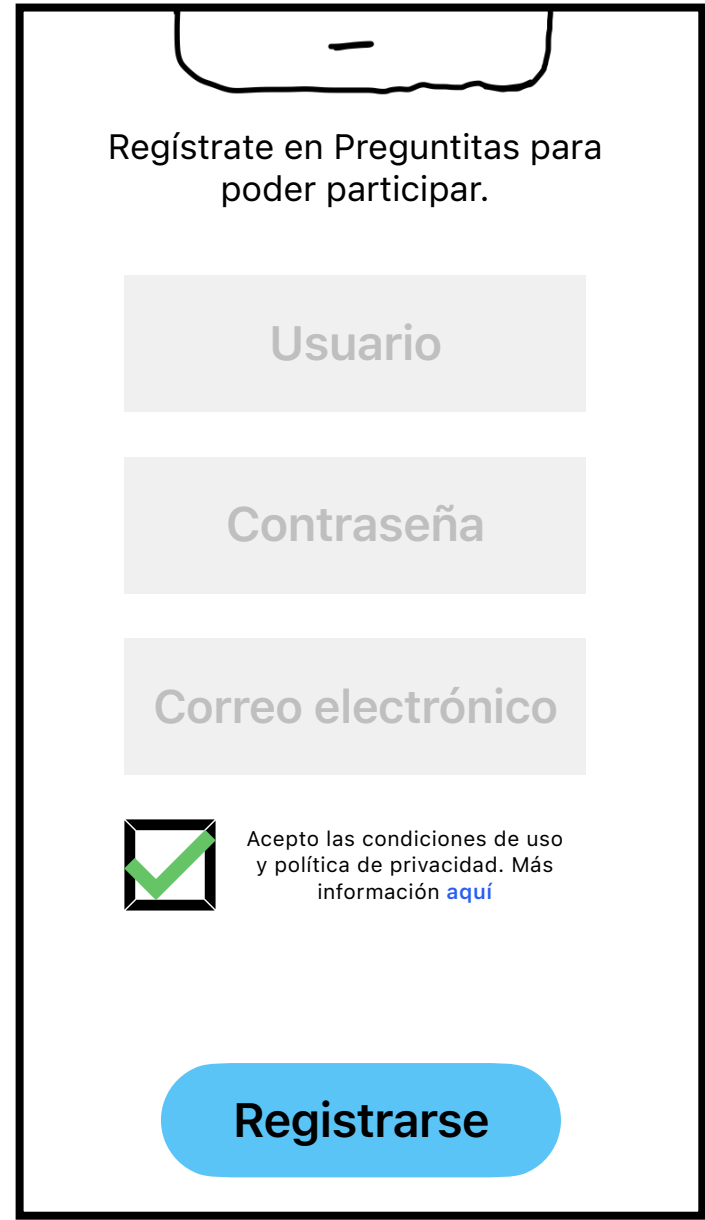 Regístrate en Preguntitas para
poder participar.
Usuario
Contraseña
Correo electrónico
Acepto las condiciones de uso
y política de privacidad. Más
información aquí
Registrarse